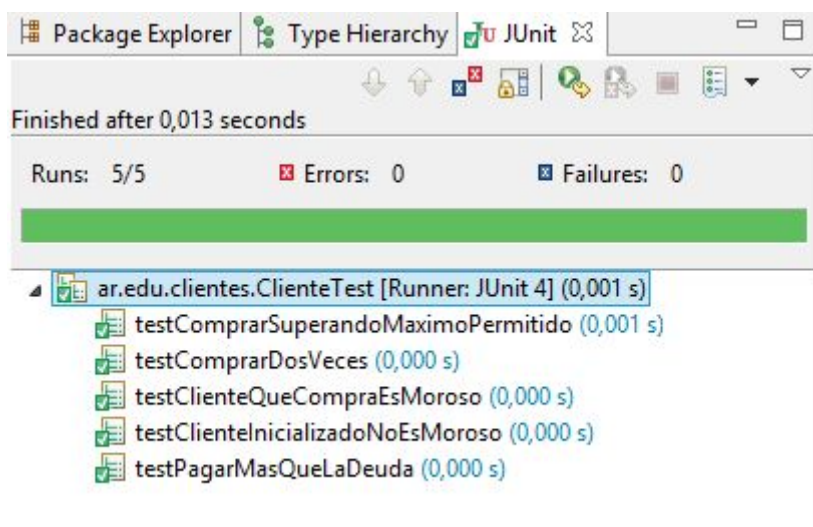 Package Explorer Type Hierarchy JU JUnit
Finished after 0,013 seconds
Runs: 5/5 Errors: 0 Failures: 0
ar.edu.clientes.ClienteTest [Runner: JUnit 4] (0,001 s)
testComprarSuperandoMaximoPermitido (0,001 s)
testComprarDosVeces (0,000 s)
testClienteQueCompraEsMoroso (0,000 s)
testClienteInicializadoNoEsMoroso (0,000 s)
testPagarMasQueLaDeuda (0,000 s)